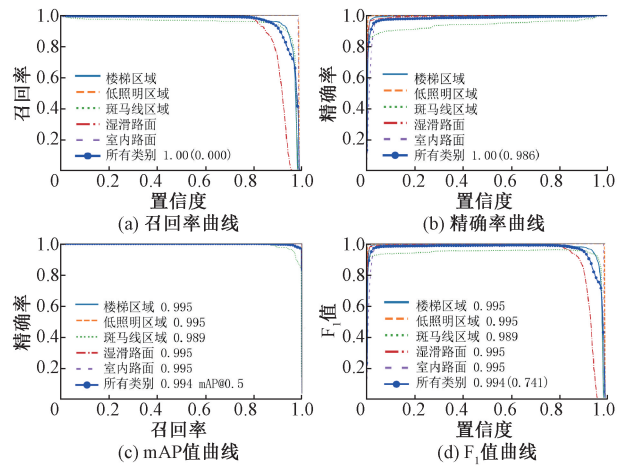 1.0
0.8
0.6
0.4
0.2
召回率
楼梯区域
低照明区域
斑马线区域
湿滑路面
室内路面
所有类别 1.00(0.000)
0 0.2 0.4 0.6 0.8 1.0
置信度
(a) 召回率曲线
1.0
0.8
0.6
0.4
0.2
精确率
楼梯区域
低照明区域
斑马线区域
湿滑路面
室内路面
所有类别 1.00(0.986)
0 0.2 0.4 0.6 0.8 1.0
置信度
(b) 精确率曲线
1.0
0.8
0.6
0.4
0.2
精确率
楼梯区域 0.995
低照明区域 0.995
斑马线区域 0.989
湿滑路面 0.995
室内路面 0.995
所有类别 0.994 mAP@0.5
0 0.2 0.4 0.6 0.8 1.0
召回率
(c) mAP值曲线
1.0
0.8
0.6
0.4
0.2
F₁值
楼梯区域 0.995
低照明区域 0.995
斑马线区域 0.989
湿滑路面 0.995
室内路面 0.995
所有类别 0.994(0.741)
0 0.2 0.4 0.6 0.8 1.0
置信度
(d) F₁值曲线